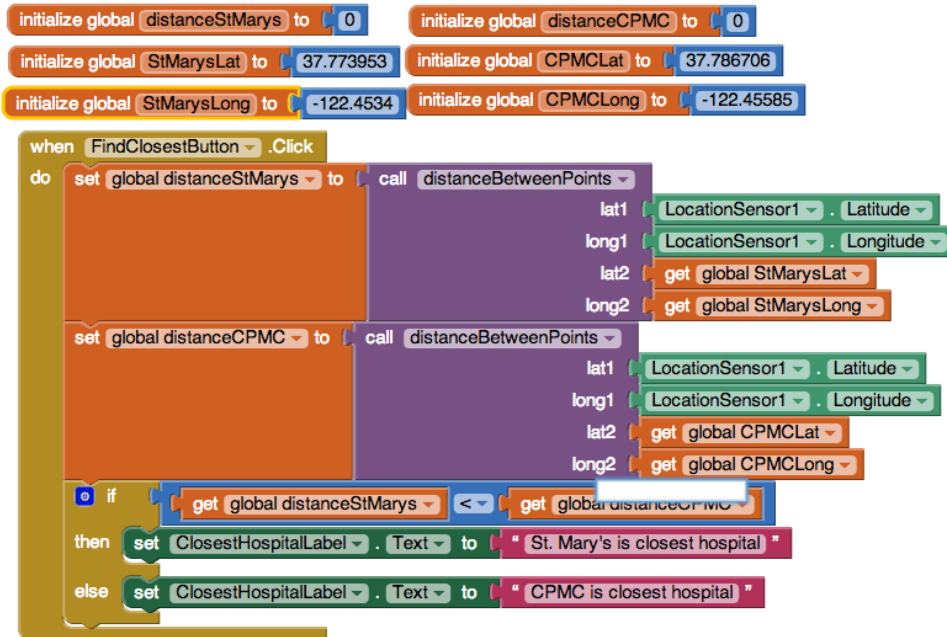 initialize global distanceStMarys to 0
initialize global distanceCPMC to 0
initialize global StMarysLat to 37.773953
initialize global CPMCLat to 37.786706
initialize global StMarysLong to -122.4534
initialize global CPMCLong to -122.45585
when FindClosestButton .Click
do set global distanceStMarys to call distanceBetweenPoints
lat1 LocationSensor1 . Latitude
long1 LocationSensor1 . Longitude
lat2 get global StMarysLat
long2 get global StMarysLong
set global distanceCPMC to call distanceBetweenPoints
lat1 LocationSensor1 . Latitude
long1 LocationSensor1 . Longitude
lat2 get global CPMCLat
long2 get global CPMCLong
if get global distanceStMarys < get global distanceCPMC
then set ClosestHospitalLabel . Text to " St. Mary's is closest hospital "
else set ClosestHospitalLabel . Text to " CPMC is closest hospital "